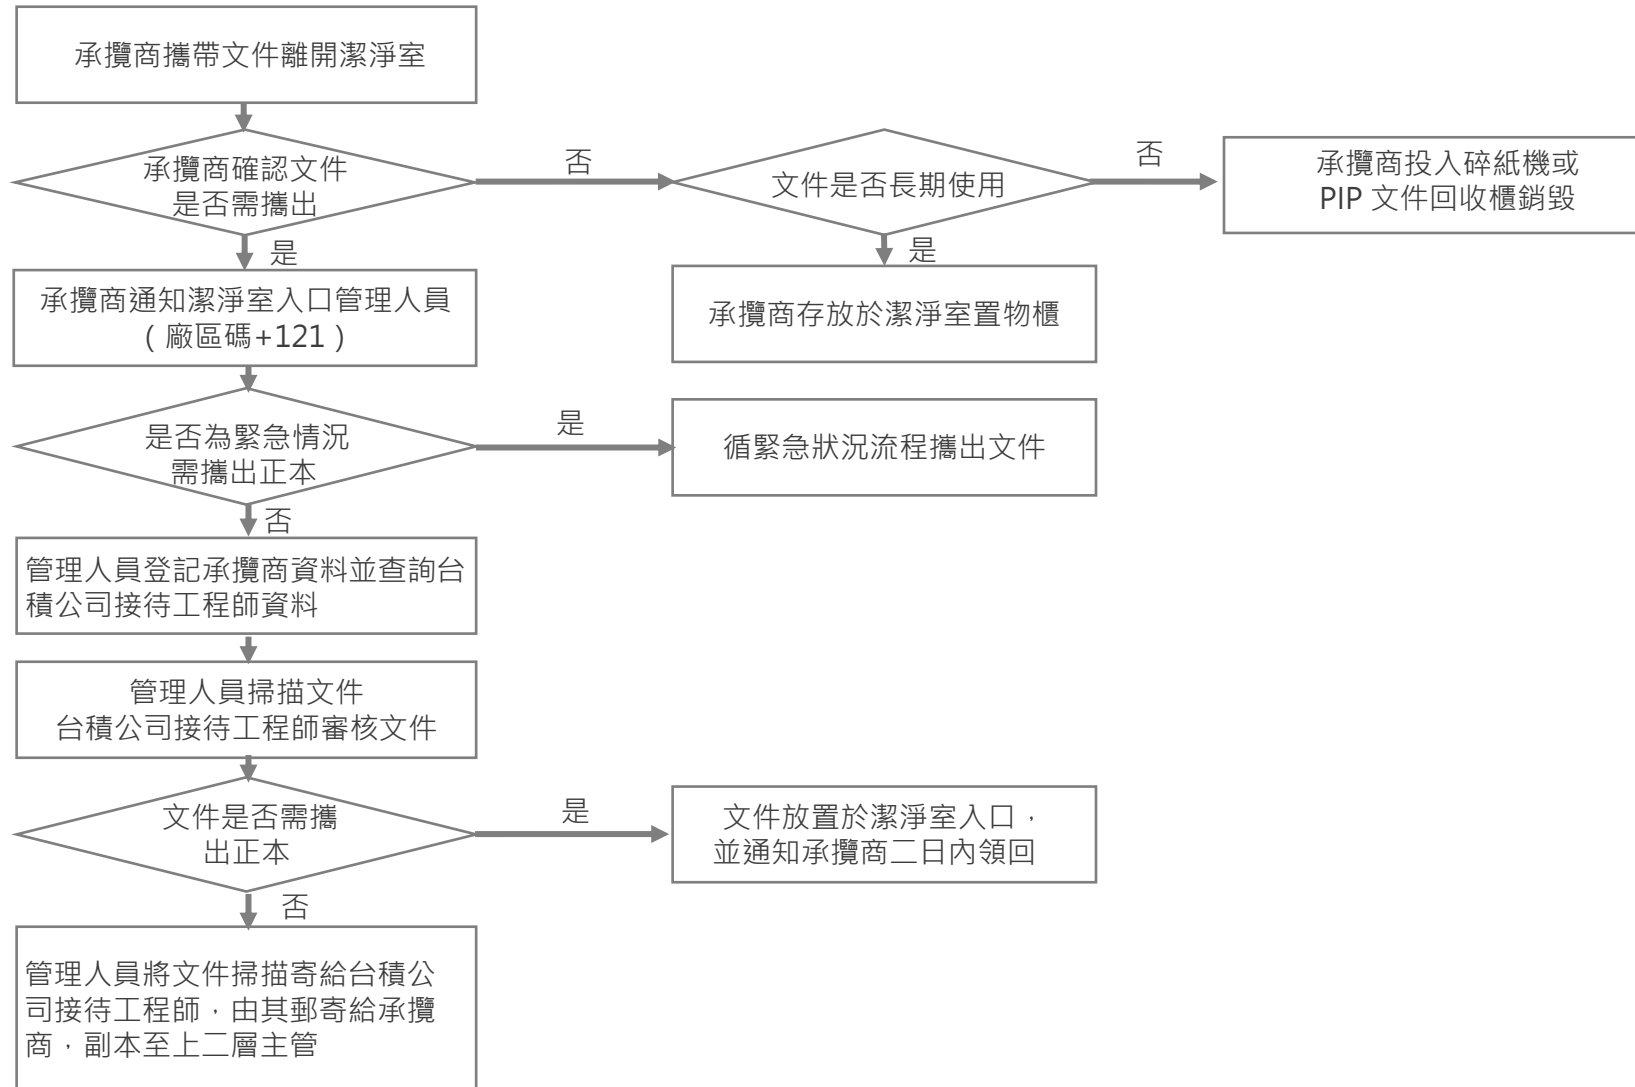 承攬商攜帶文件離開潔淨室
承攬商確認文件
是否需攜出
否
文件是否長期使用
否
承攬商投入碎紙機或
PIP 文件回收櫃銷毀
是
是
承攬商通知潔淨室入口管理人員
(廠區碼+121)
承攬商存放於潔淨室置物櫃
是否為緊急情況
需攜出正本
是
循緊急狀況流程攜出文件
否
管理人員登記承攬商資料並查詢台
積公司接待工程師資料
管理人員掃描文件
台積公司接待工程師審核文件
文件是否需攜
出正本
是
文件放置於潔淨室入口,
並通知承攬商二日內領回
否
管理人員將文件掃描寄給台積公
司接待工程師,由其郵寄給承攬
商,副本至上二層主管